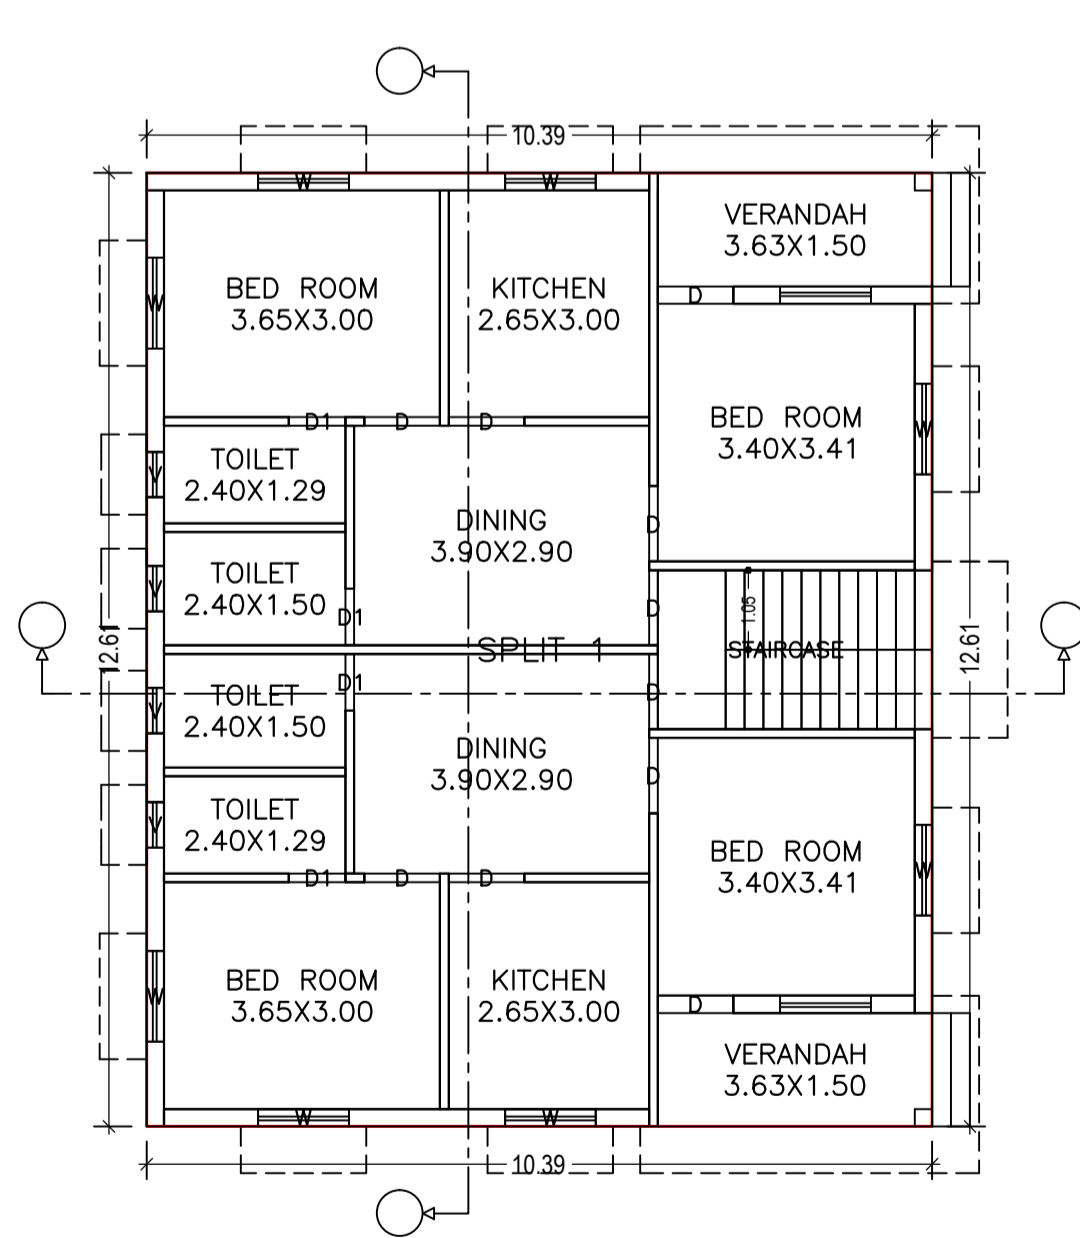 10.39
W
W
VERANDAH
3.63X1.50
BED ROOM
3.65X3.00
KITCHEN
2.65X3.00
D
W
BED ROOM
3.40X3.41
W
D1
D
D
TOILET
2.40X1.29
DINING
3.90X2.90
D
TOILET
2.40X1.50
D1
D
1.05
12.61
SPLIT 1
STAIRCASE
12.61
TOILET
2.40X1.50
D1
D
DINING
3.90X2.90
D
TOILET
2.40X1.29
BED ROOM
3.40X3.41
W
D1
D
D
BED ROOM
3.65X3.00
KITCHEN
2.65X3.00
W
D
VERANDAH
3.63X1.50
W
W
10.39